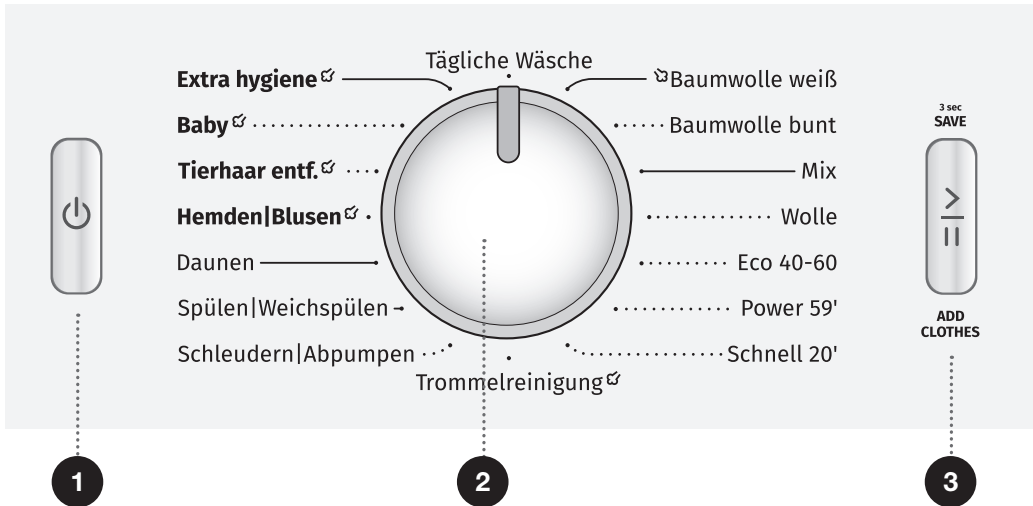 Tägliche Wäsche
Extra hygiene
Baumwolle weiß
Baby
Baumwolle bunt
Tierhaar entf.
Mix
Hemden|Blusen
Wolle
Daunen
Eco 40-60
Spülen|Weichspülen
Power 59'
Schleudern|Abpumpen
Schnell 20'
Trommelreinigung
3 sec
SAVE
ADD
CLOTHES
1
2
3